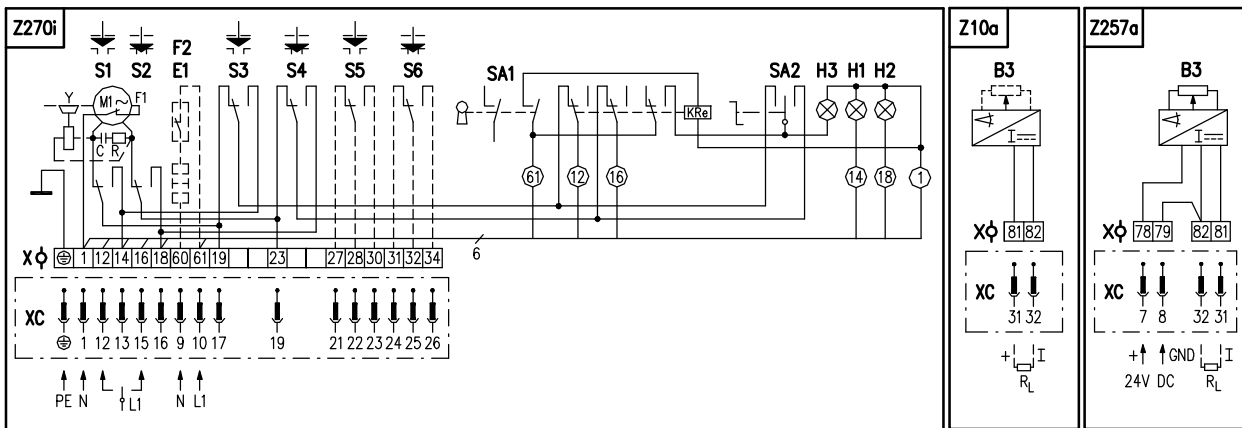 Z270i
S1 S2 F2 E1 S3 S4 S5 S6 SA1 SA2 H3 H1 H2
Y M1 F1
KRe
C R
61 12 16 14 18 1
6
X 1 12 14 16 18 60 61 19 23 27 28 30 31 32 34
XC
1 12 13 15 16 9 10 17 19 21 22 23 24 25 26
PE N L1 N L1
Z10a
B3
I
X 81 82
XC
31 32
+ I
RL
Z257a
B3
I
X 78 79 82 81
XC
7 8 32 31
+ GND I
24V DC RL